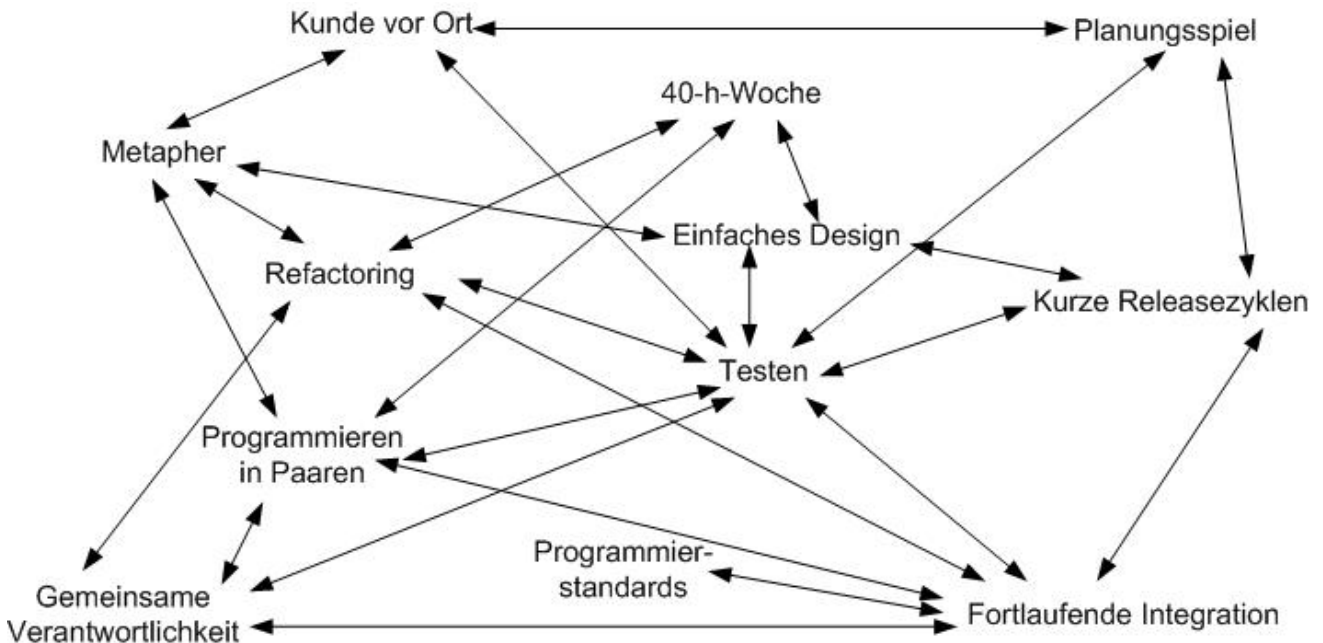 Kunde vor Ort
Planungsspiel
40-h-Woche
Metapher
Einfaches Design
Refactoring
Kurze Releasezyklen
Testen
Programmieren
in Paaren
Programmier-
standards
Gemeinsame
Verantwortlichkeit
Fortlaufende Integration